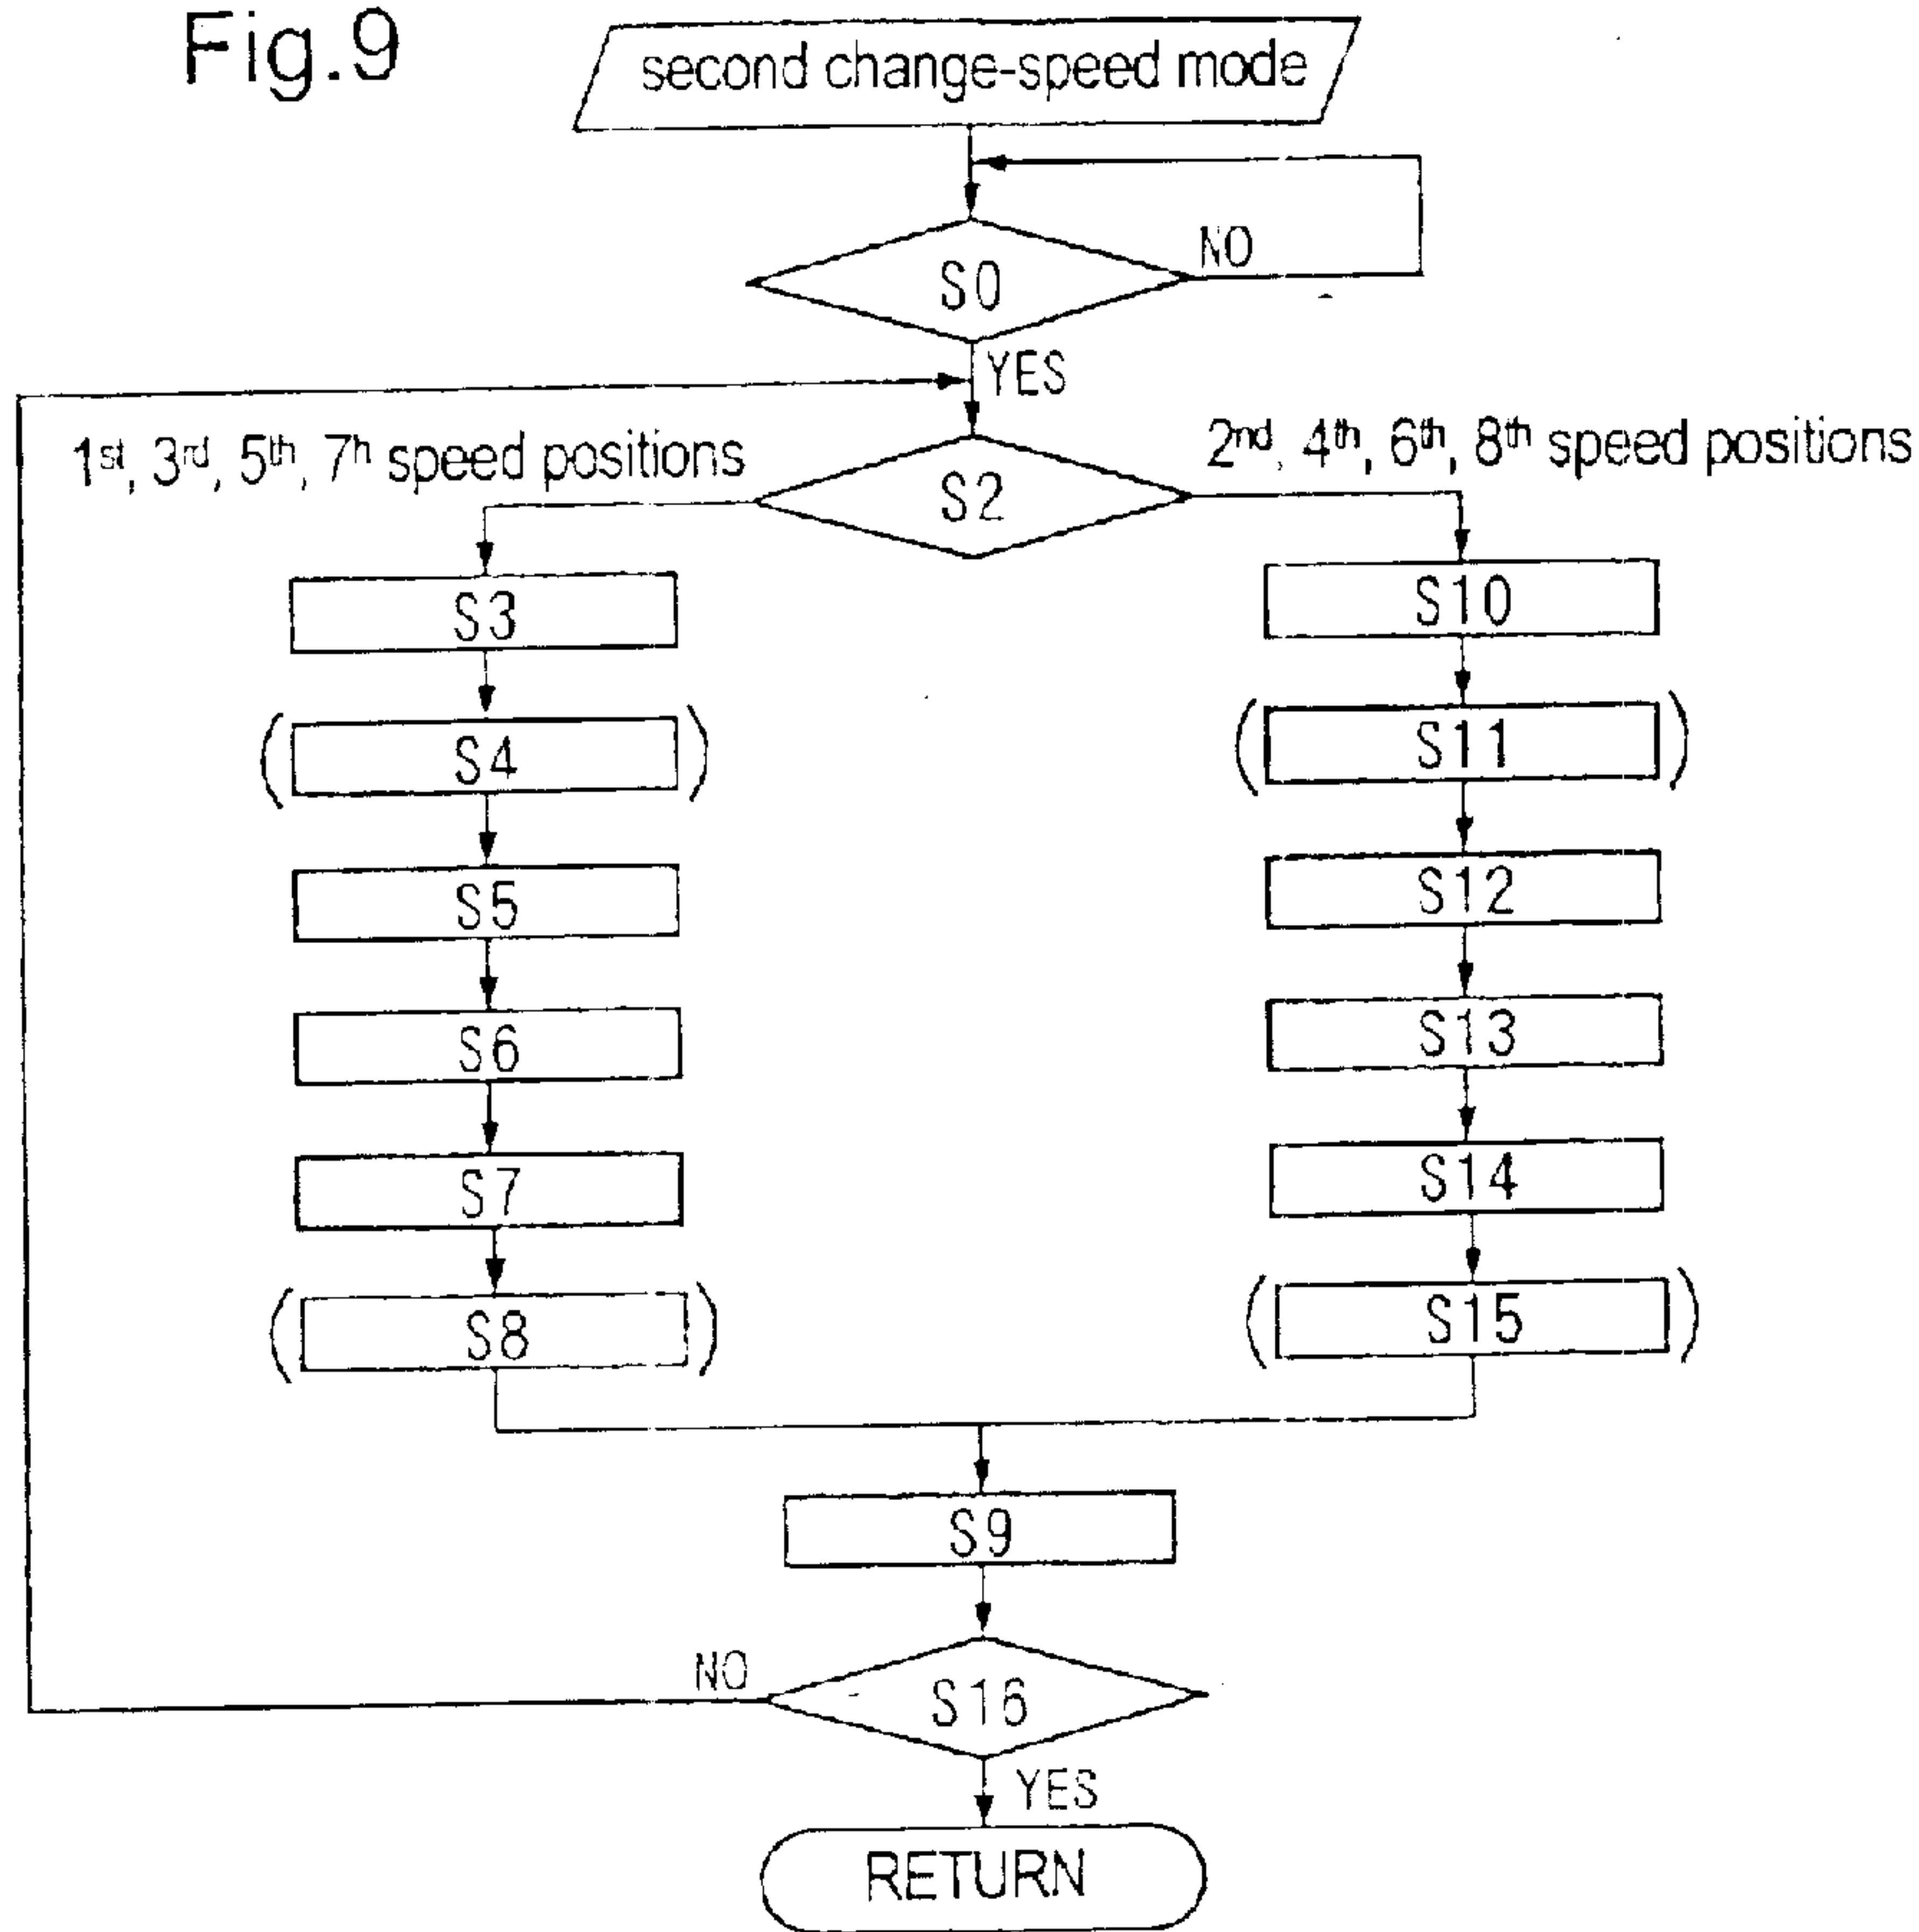 Fig.9
second change-speed mode
NO
S0
YES
1st, 3rd, 5th, 7h speed positions
2nd, 4th, 6th, 8th speed positions
S2
S3
S10
(S4)
(S11)
S5
S12
S6
S13
S7
S14
(S8)
(S15)
S9
NO
S16
YES
RETURN